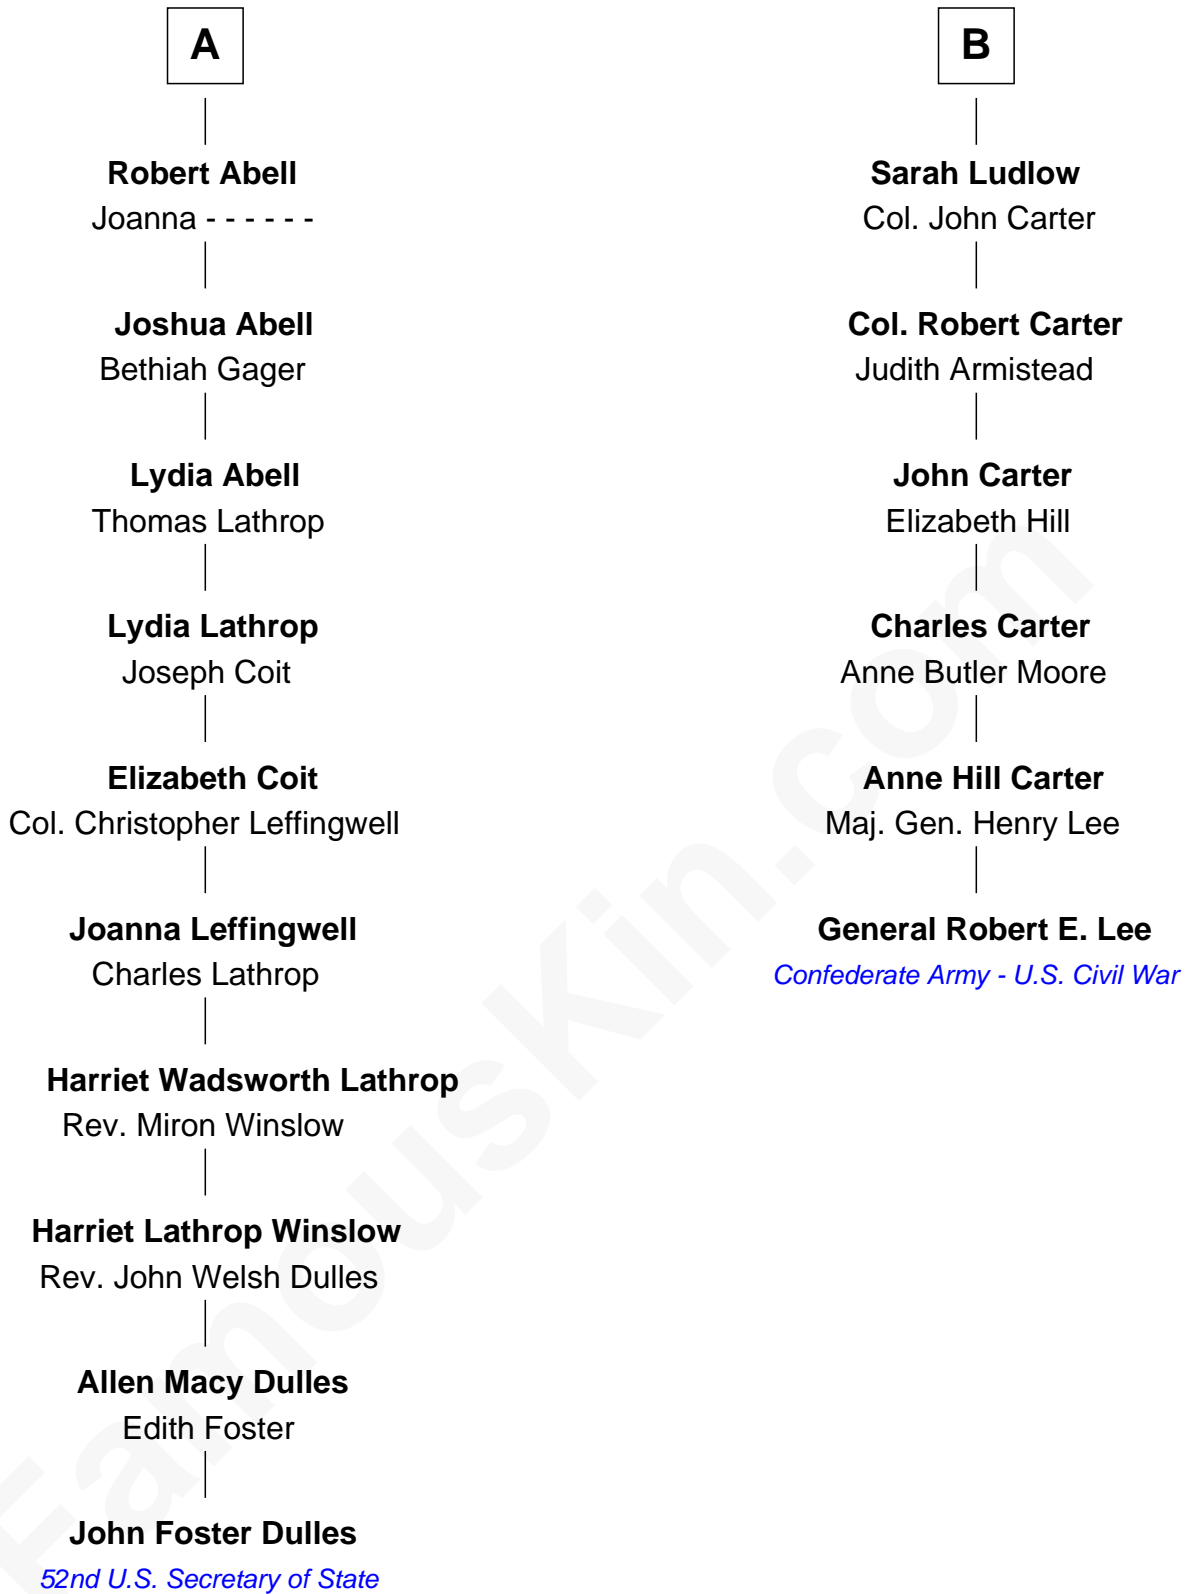 A
Robert Abell
Joanna - - - - - -
Joshua Abell
Bethiah Gager
Lydia Abell
Thomas Lathrop
Lydia Lathrop
Joseph Coit
Elizabeth Coit
Col. Christopher Leffingwell
Joanna Leffingwell
Charles Lathrop
Harriet Wadsworth Lathrop
Rev. Miron Winslow
Harriet Lathrop Winslow
Rev. John Welsh Dulles
Allen Macy Dulles
Edith Foster
John Foster Dulles
52nd U.S. Secretary of State
B
Sarah Ludlow
Col. John Carter
Col. Robert Carter
Judith Armistead
John Carter
Elizabeth Hill
Charles Carter
Anne Butler Moore
Anne Hill Carter
Maj. Gen. Henry Lee
General Robert E. Lee
Confederate Army - U.S. Civil War
FamousKin.com